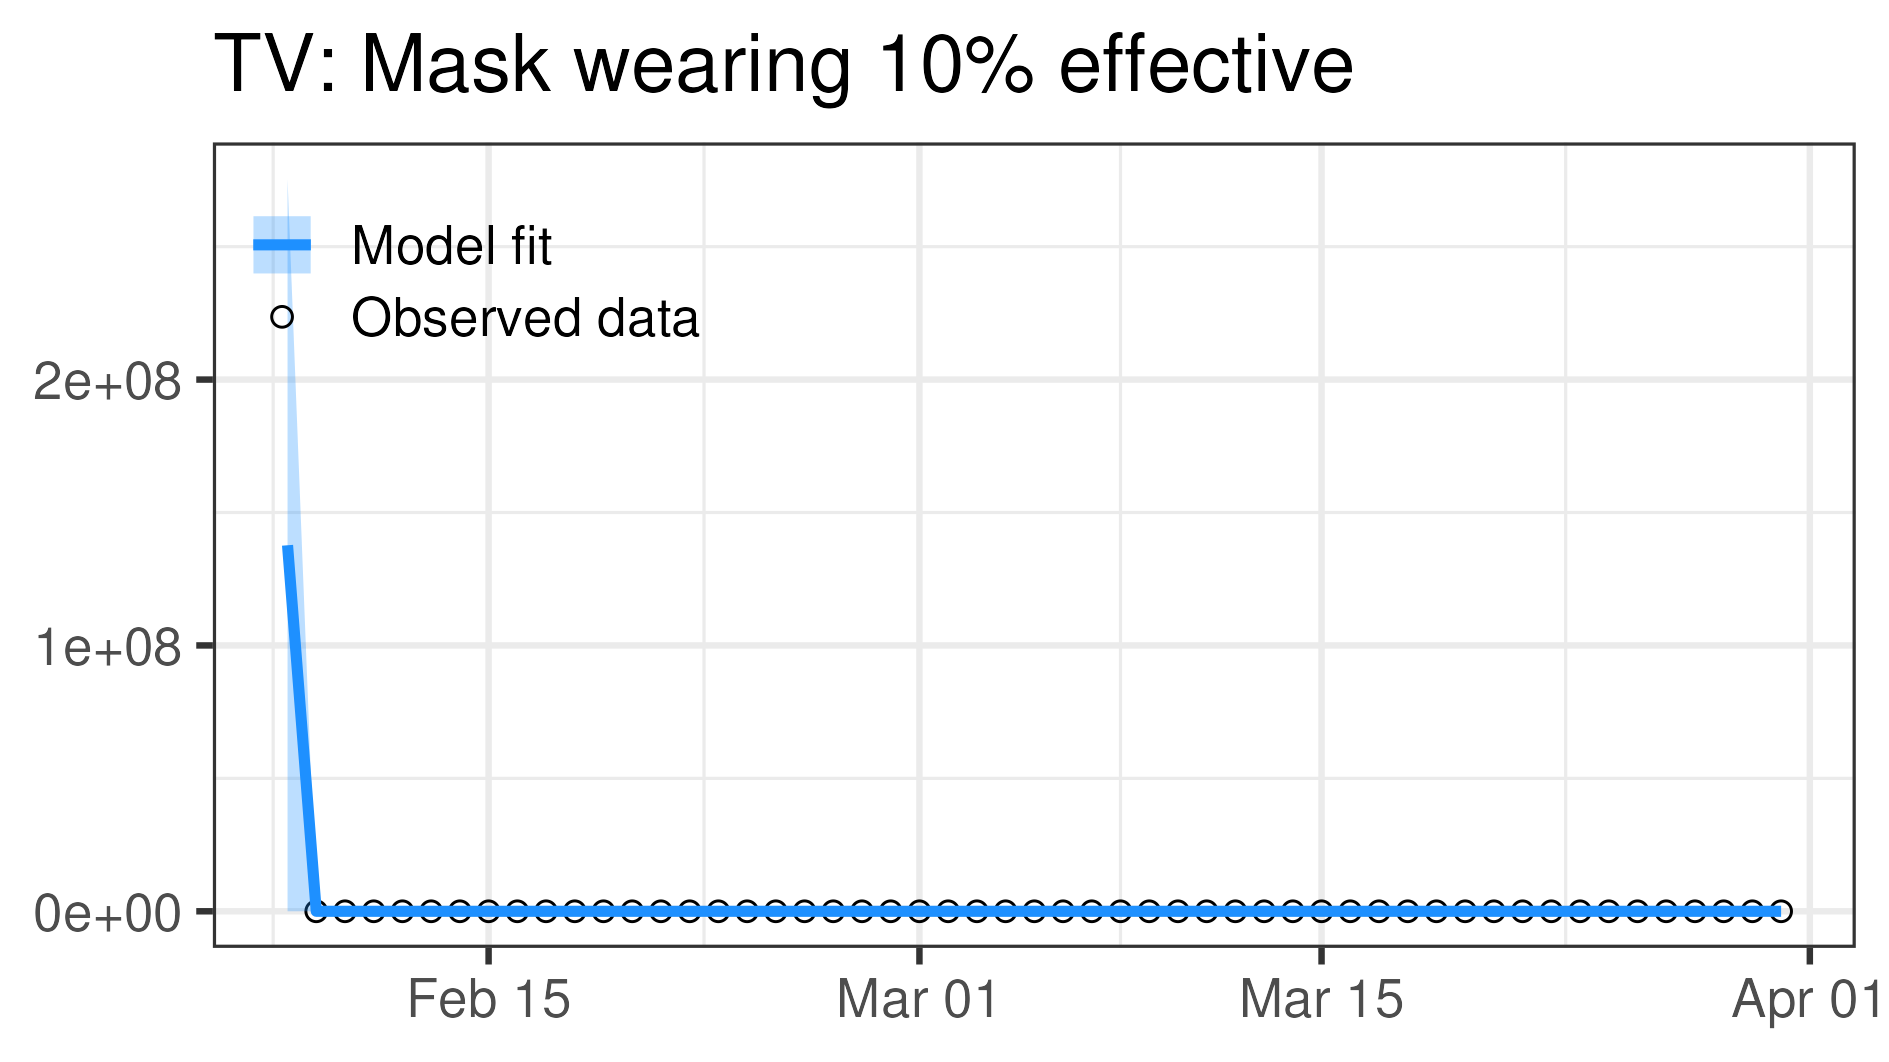 TV: Mask wearing 10% effective
Model fit
Observed data
2e+08
1e+08
0e+00
Feb 15
Mar 01
Mar 15
Apr 01